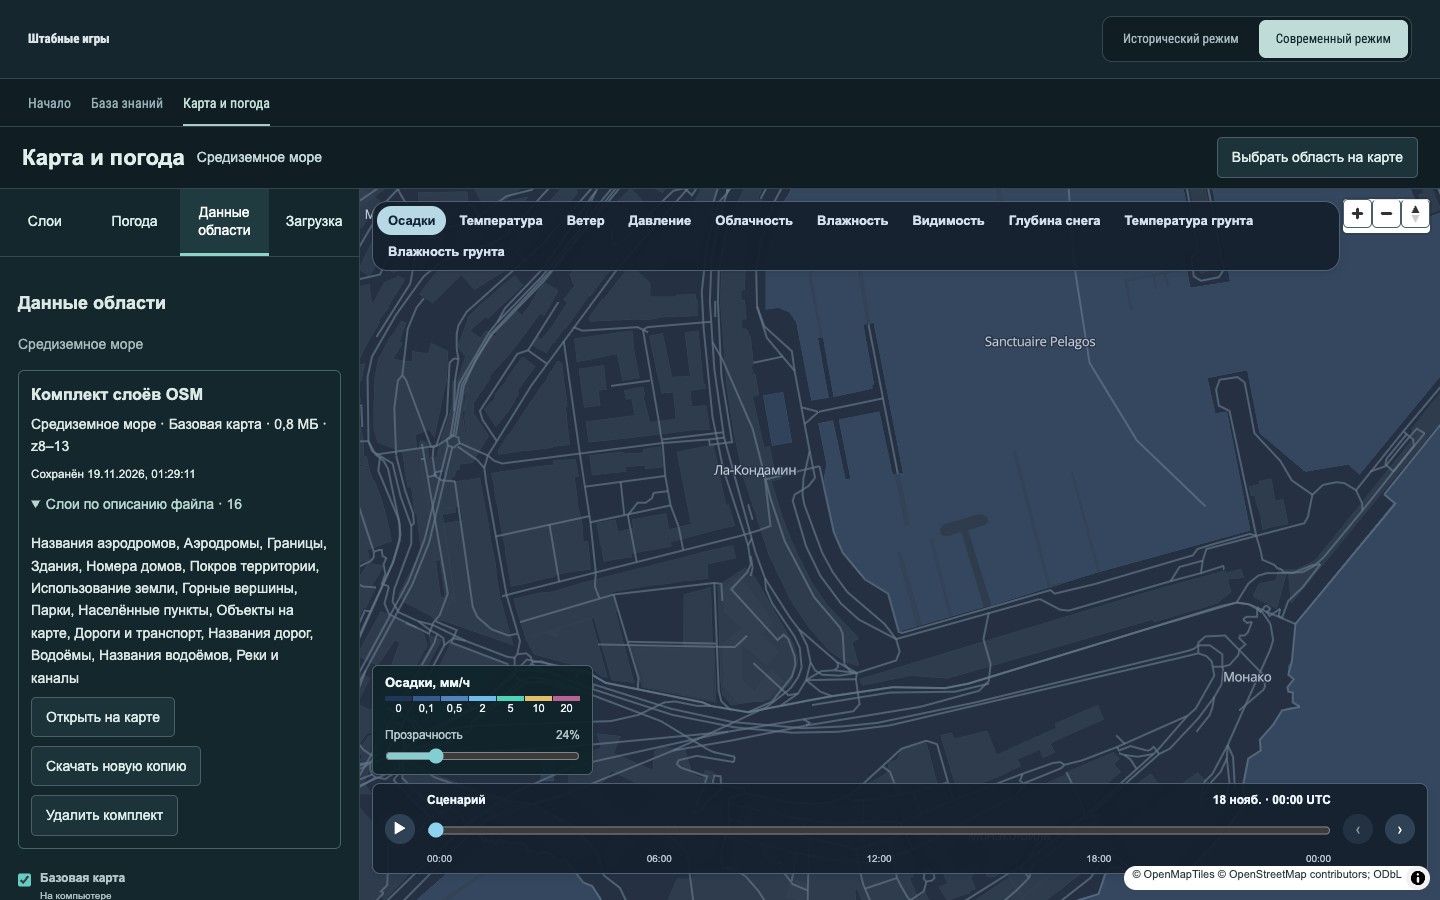 Штабные игры
Исторический режим
Современный режим
Начало
База знаний
Карта и погода
Карта и погода
Средиземное море
Выбрать область на карте
Слои
Погода
Данные
области
Загрузка
Данные области
Средиземное море
Комплект слоёв OSM
Средиземное море · Базовая карта · 0,8 МБ ·
z8–13
Сохранён 19.11.2026, 01:29:11
▼ Слои по описанию файла · 16
Названия аэродромов, Аэродромы, Границы,
Здания, Номера домов, Покров территории,
Использование земли, Горные вершины,
Парки, Населённые пункты, Объекты на
карте, Дороги и транспорт, Названия дорог,
Водоёмы, Названия водоёмов, Реки и
каналы
Открыть на карте
Скачать новую копию
Удалить комплект
Базовая карта
На компьютере
Осадки
Температура
Ветер
Давление
Облачность
Влажность
Видимость
Глубина снега
Температура грунта
Влажность грунта
Sanctuaire Pelagos
Ла-Кондамин
Монако
Осадки, мм/ч
0 0,1 0,5 2 5 10 20
Прозрачность 24%
Сценарий
18 нояб. · 00:00 UTC
00:00 06:00 12:00 18:00 00:00
© OpenMapTiles © OpenStreetMap contributors; ODbL